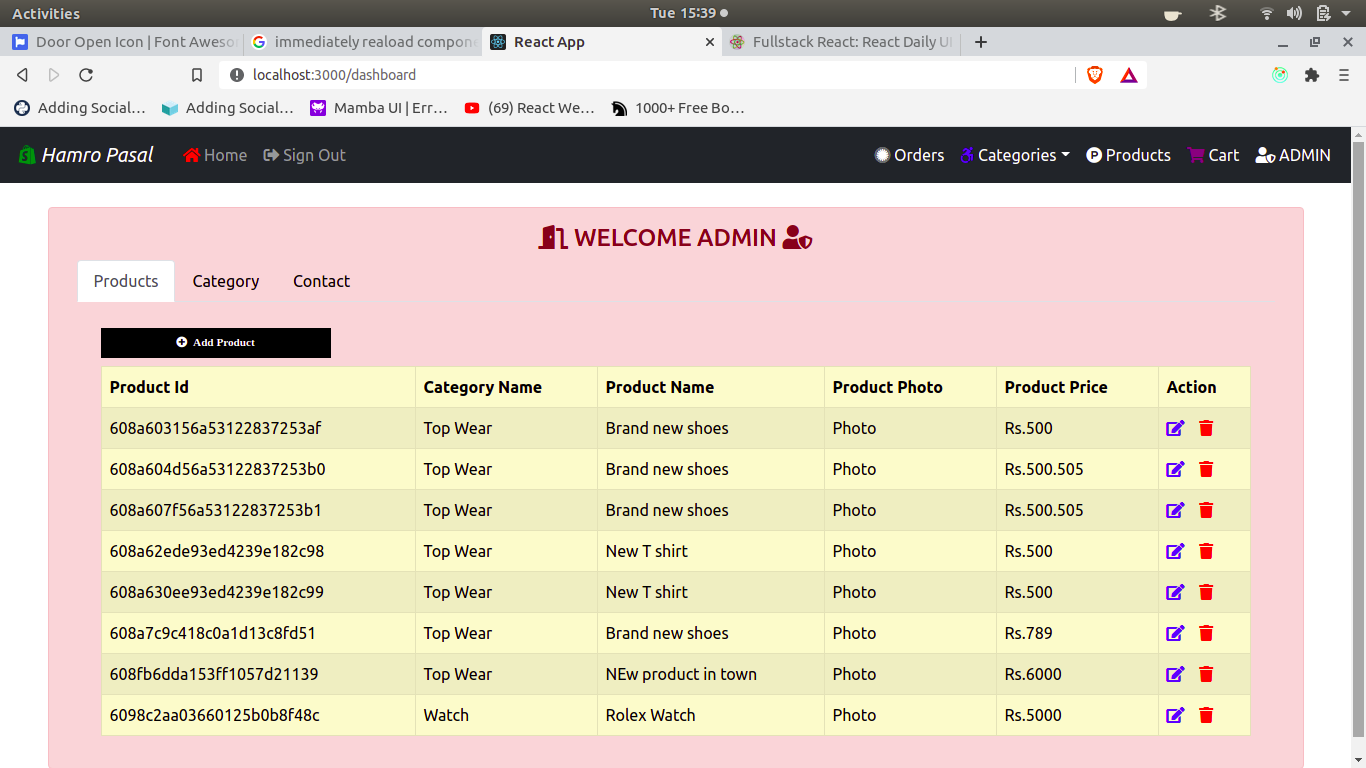 Activities Tue 15:39
Door Open Icon | Font Aweso immediately reaload compon React App Fullstack React: React Daily U
localhost:3000/dashboard
Adding Social… Adding Social… Mamba UI | Err… (69) React We… 1000+ Free Bo…
Hamro Pasal Home Sign Out Orders Categories Products Cart ADMIN
WELCOME ADMIN
Products Category Contact
Add Product
Product Id Category Name Product Name Product Photo Product Price Action
608a603156a53122837253af Top Wear Brand new shoes Photo Rs.500
608a604d56a53122837253b0 Top Wear Brand new shoes Photo Rs.500.505
608a607f56a53122837253b1 Top Wear Brand new shoes Photo Rs.500.505
608a62ede93ed4239e182c98 Top Wear New T shirt Photo Rs.500
608a630ee93ed4239e182c99 Top Wear New T shirt Photo Rs.500
608a7c9c418c0a1d13c8fd51 Top Wear Brand new shoes Photo Rs.789
608fb6dda153ff1057d21139 Top Wear NEw product in town Photo Rs.6000
6098c2aa03660125b0b8f48c Watch Rolex Watch Photo Rs.5000